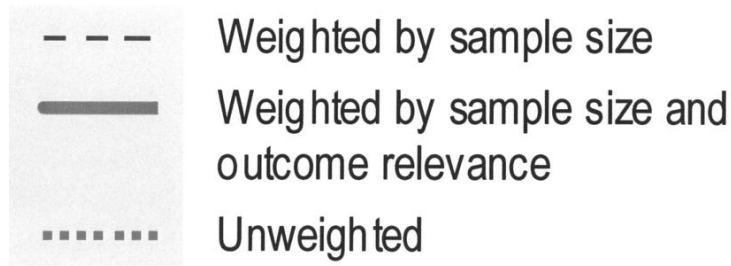 Weighted by sample size
Weighted by sample size and
outcome relevance
Unweighted